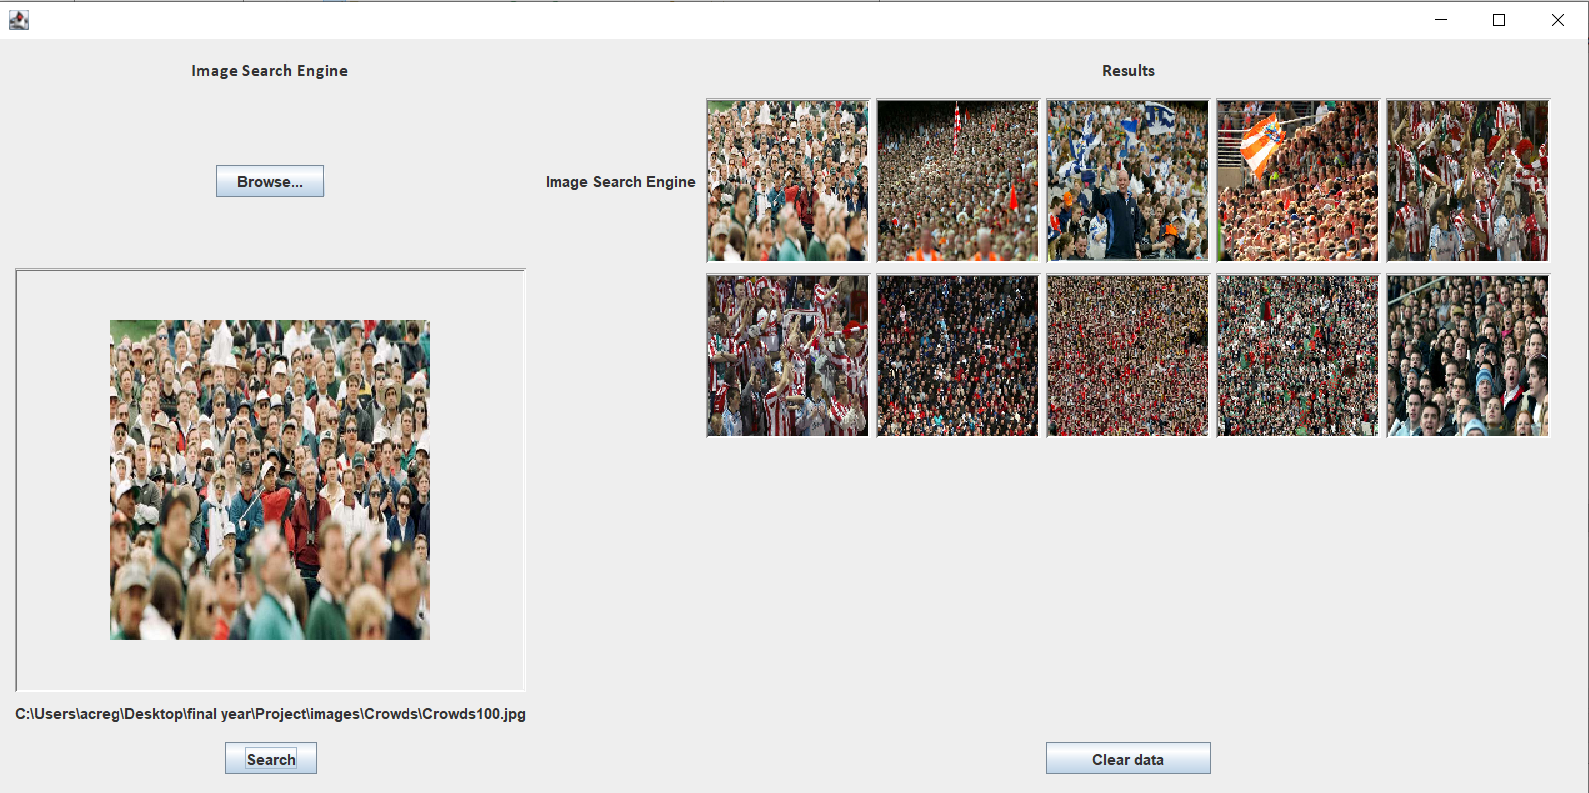 Image Search Engine
Results
Browse...
Image Search Engine
C:\Users\acreg\Desktop\final year\Project\images\Crowds\Crowds100.jpg
Search
Clear data